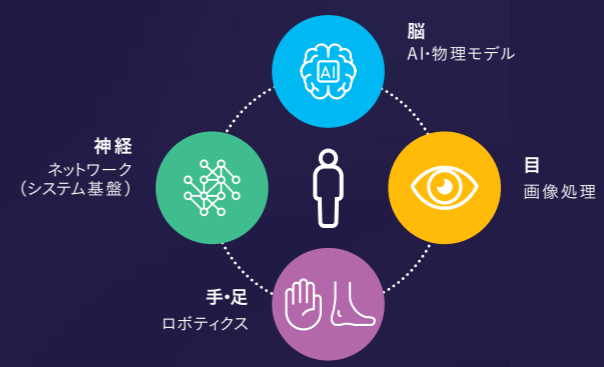 脳
AI・物理モデル
AI
神経
ネットワーク
（システム基盤）
目
画像処理
手・足
ロボティクス